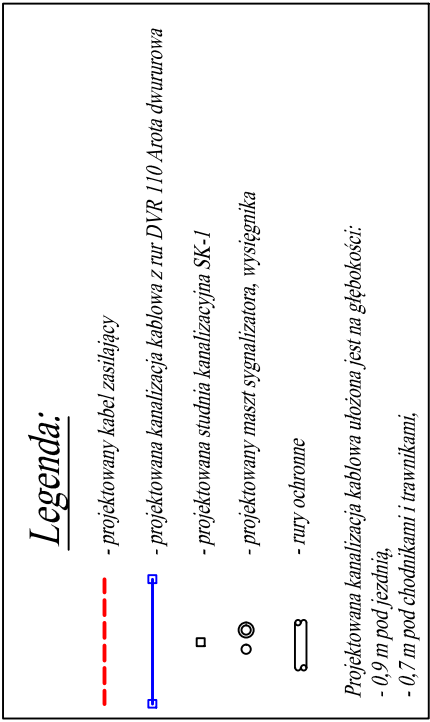 Legenda:
- projektowany kabel zasilający
- projektowana kanalizacja kablowa z rur DVR 110 Arota dwururowa
- projektowana studnia kanalizacyjna SK-1
- projektowany maszt sygnalizatora, wysięgnika
- rury ochronne
Projektowana kanalizacja kablowa ułożona jest na głębokości:
- 0,9 m pod jezdnią,
- 0,7 m pod chodnikami i trawnikami,